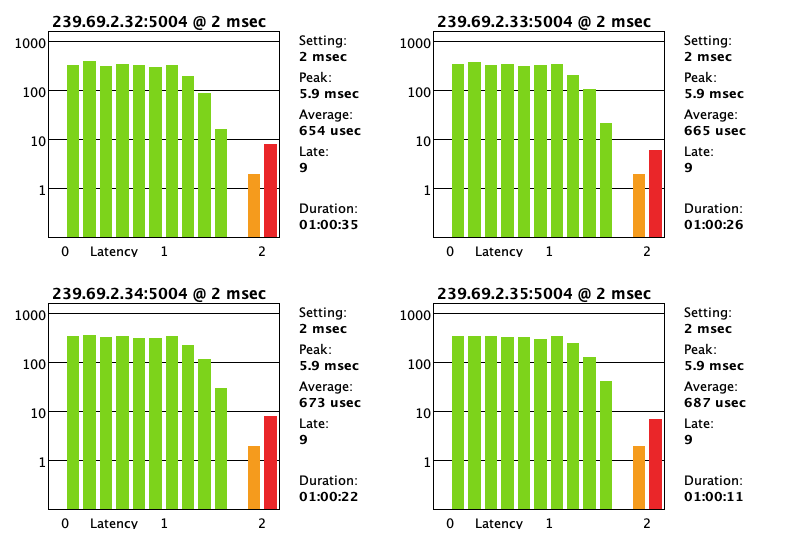 239.69.2.32:5004 @ 2 msec
1000
100
10
1
0 Latency 1 2
Setting:
2 msec
Peak:
5.9 msec
Average:
654 usec
Late:
9
Duration:
01:00:35
239.69.2.33:5004 @ 2 msec
1000
100
10
1
0 Latency 1 2
Setting:
2 msec
Peak:
5.9 msec
Average:
665 usec
Late:
9
Duration:
01:00:26
239.69.2.34:5004 @ 2 msec
1000
100
10
1
0 Latency 1 2
Setting:
2 msec
Peak:
5.9 msec
Average:
673 usec
Late:
9
Duration:
01:00:22
239.69.2.35:5004 @ 2 msec
1000
100
10
1
0 Latency 1 2
Setting:
2 msec
Peak:
5.9 msec
Average:
687 usec
Late:
9
Duration:
01:00:11